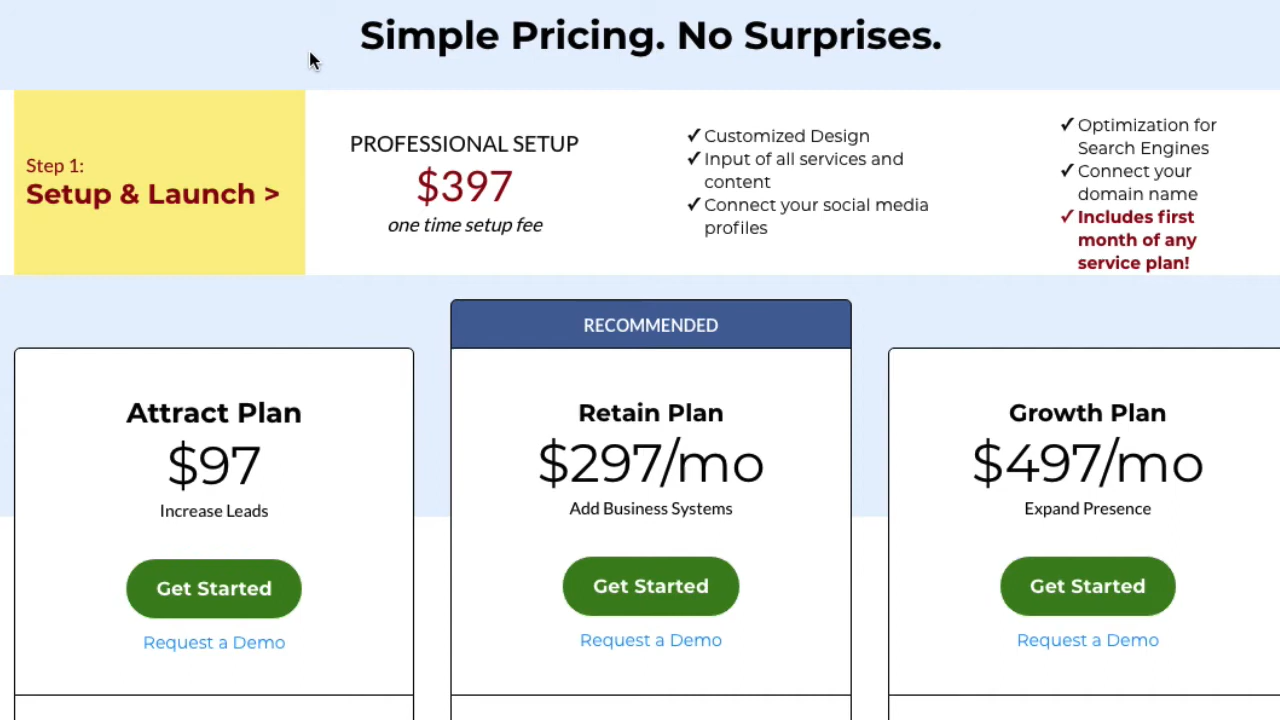 Simple Pricing. No Surprises.
Step 1:
Setup & Launch >
PROFESSIONAL SETUP
$397
one time setup fee
✓ Customized Design
✓ Input of all services and
content
✓ Connect your social media
profiles
✓ Optimization for
Search Engines
✓ Connect your
domain name
✓ Includes first
month of any
service plan!
Attract Plan
$97
Increase Leads
Get Started
Request a Demo
RECOMMENDED
Retain Plan
$297/mo
Add Business Systems
Get Started
Request a Demo
Growth Plan
$497/mo
Expand Presence
Get Started
Request a Demo